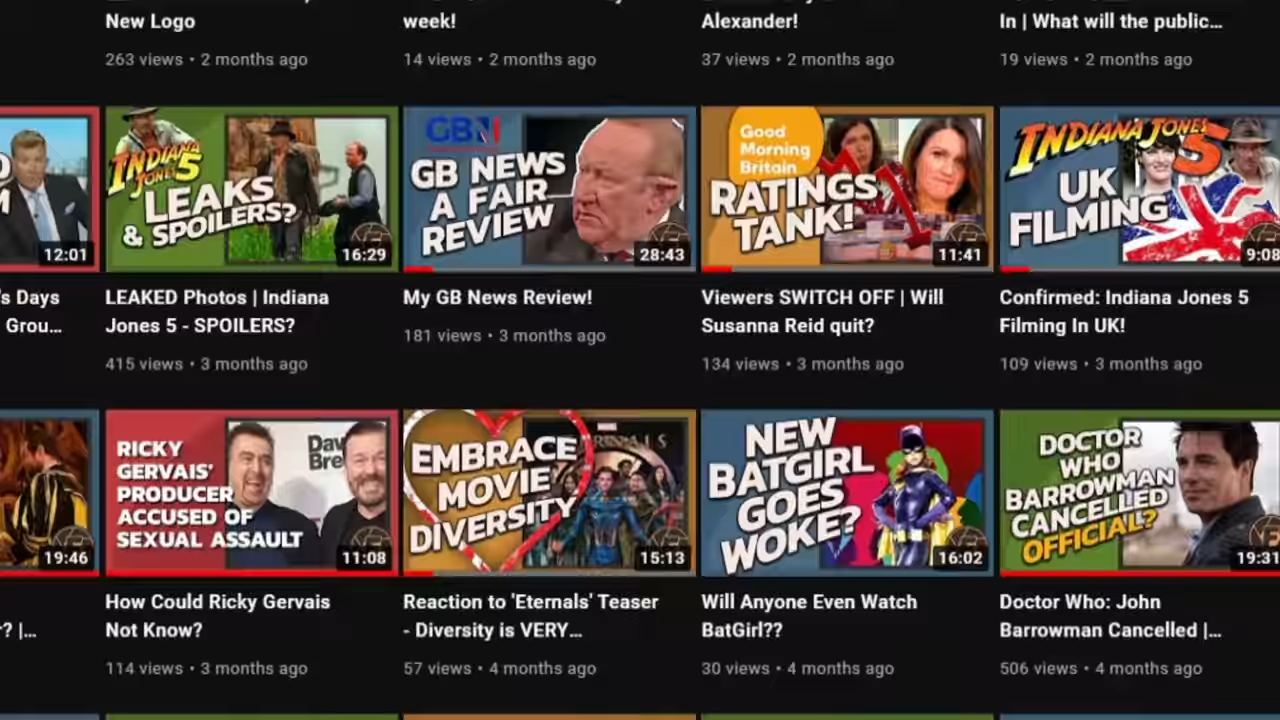 New Logo
263 views • 2 months ago
week!
14 views • 2 months ago
Alexander!
37 views • 2 months ago
In | What will the public...
19 views • 2 months ago
12:01
INDIANA JONES 5
LEAKS
& SPOILERS?
16:29
GBN
GB NEWS
A FAIR
REVIEW
28:43
Good
Morning
Britain
RATINGS
TANK!
11:41
INDIANA JONES 5
UK
FILMING
9:08
's Days
Grou...
LEAKED Photos | Indiana
Jones 5 - SPOILERS?
415 views • 3 months ago
My GB News Review!
181 views • 3 months ago
Viewers SWITCH OFF | Will
Susanna Reid quit?
134 views • 3 months ago
Confirmed: Indiana Jones 5
Filming In UK!
109 views • 3 months ago
19:46
RICKY
GERVAIS'
PRODUCER
ACCUSED OF
SEXUAL ASSAULT
11:08
EMBRACE
MOVIE
DIVERSITY
15:13
NEW
BATGIRL
GOES
WOKE?
16:02
DOCTOR
WHO
BARROWMAN
CANCELLED
OFFICIAL?
19:31
r? |...
How Could Ricky Gervais
Not Know?
114 views • 3 months ago
Reaction to 'Eternals' Teaser
- Diversity is VERY...
57 views • 4 months ago
Will Anyone Even Watch
BatGirl??
30 views • 4 months ago
Doctor Who: John
Barrowman Cancelled |...
506 views • 4 months ago